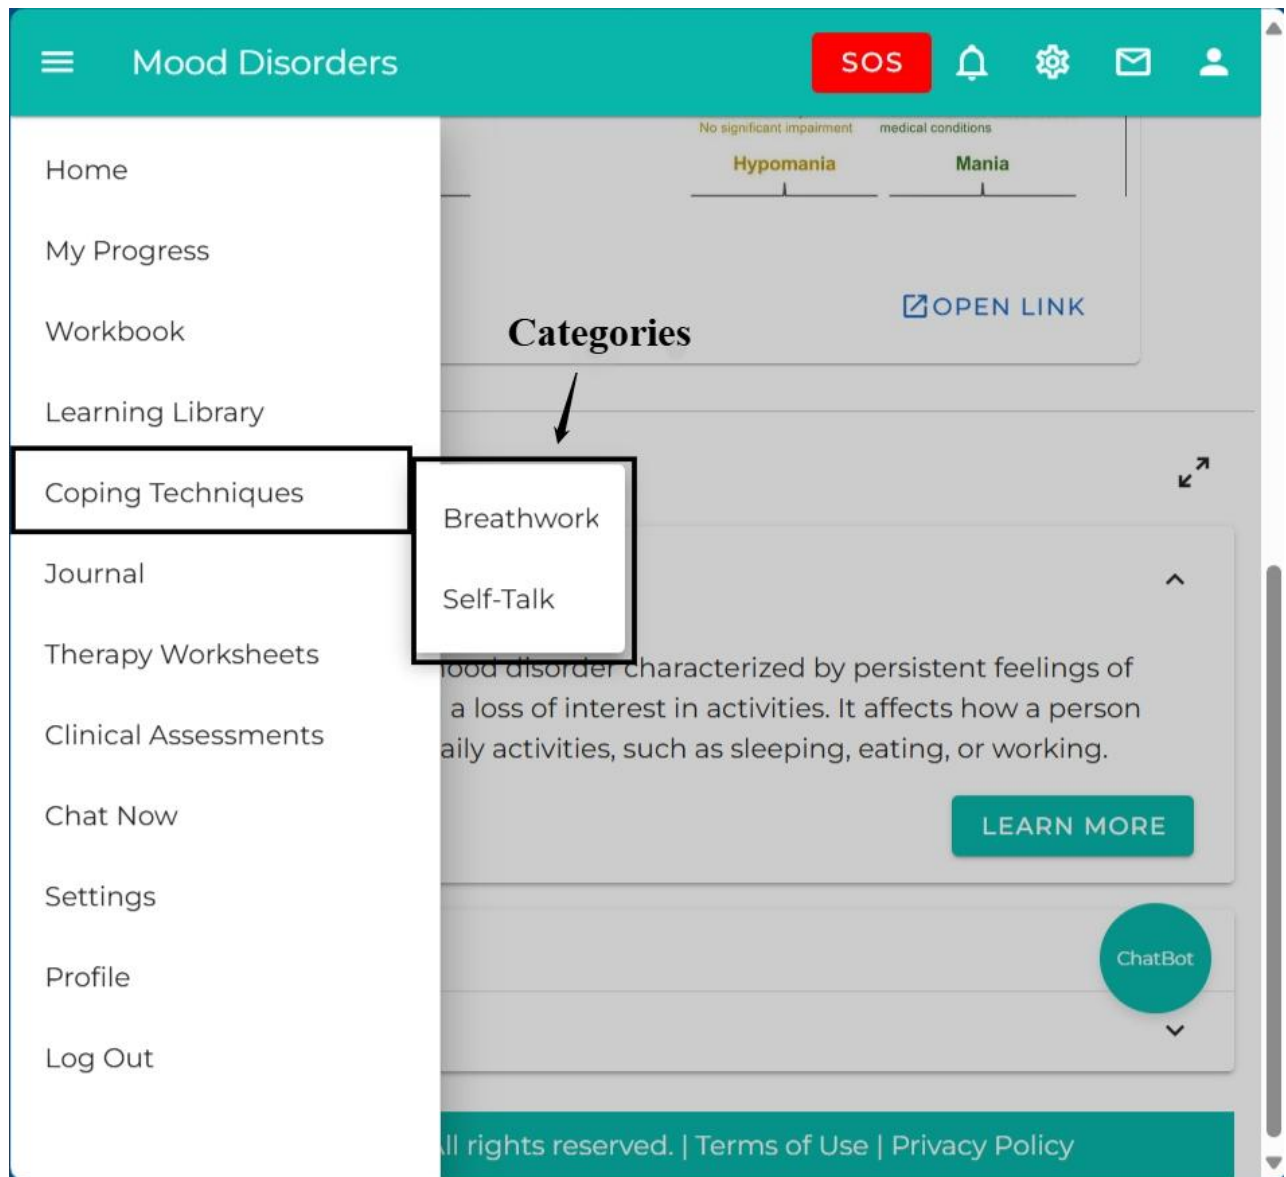 Mood Disorders
SOS
No significant impairment
medical conditions
Hypomania
Mania
OPEN LINK
Categories
Home
My Progress
Workbook
Learning Library
Coping Techniques
Journal
Therapy Worksheets
Clinical Assessments
Chat Now
Settings
Profile
Log Out
Breathwork
Self-Talk
disorder characterized by persistent feelings of
a loss of interest in activities. It affects how a person
activities, such as sleeping, eating, or working.
LEARN MORE
ChatBot
rights reserved. | Terms of Use | Privacy Policy